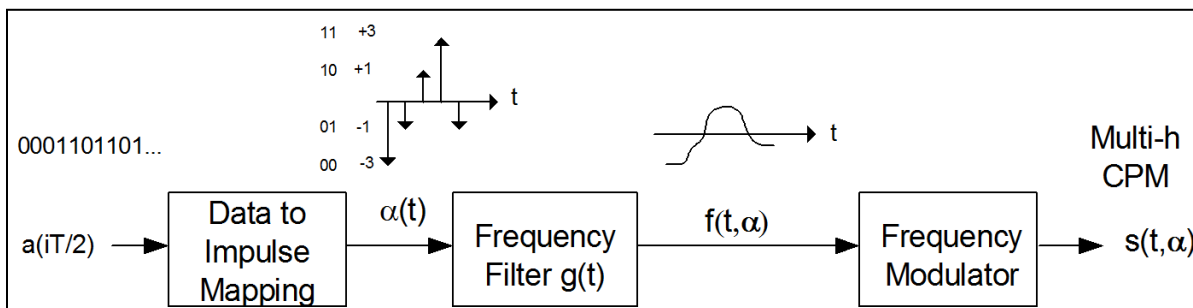 11 +3
10 +1
t
01 -1
00 -3
0001101101...
t
Multi-h
CPM
a(iT/2)
Data to
Impulse
Mapping
α(t)
Frequency
Filter g(t)
f(t,α)
Frequency
Modulator
s(t,α)